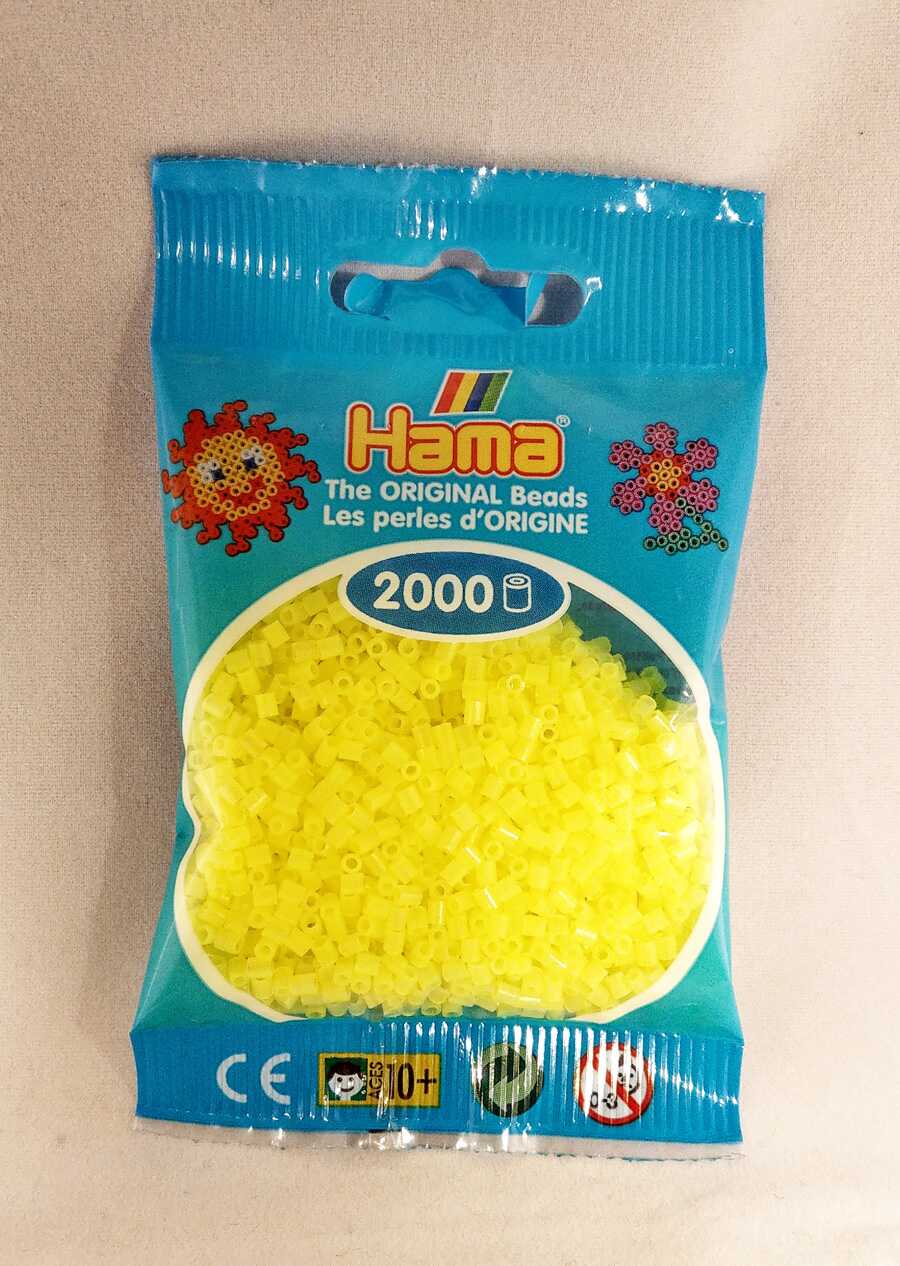 Hama®
The ORIGINAL Beads
Les perles d'ORIGINE
2000
CE
AGES 10+